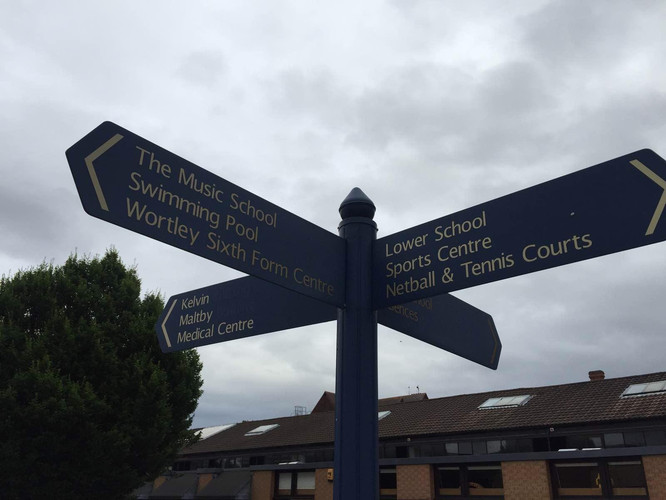 The Music School
Swimming Pool
Wortley Sixth Form Centre
Lower School
Sports Centre
Netball & Tennis Courts
Kelvin
Maltby
Medical Centre